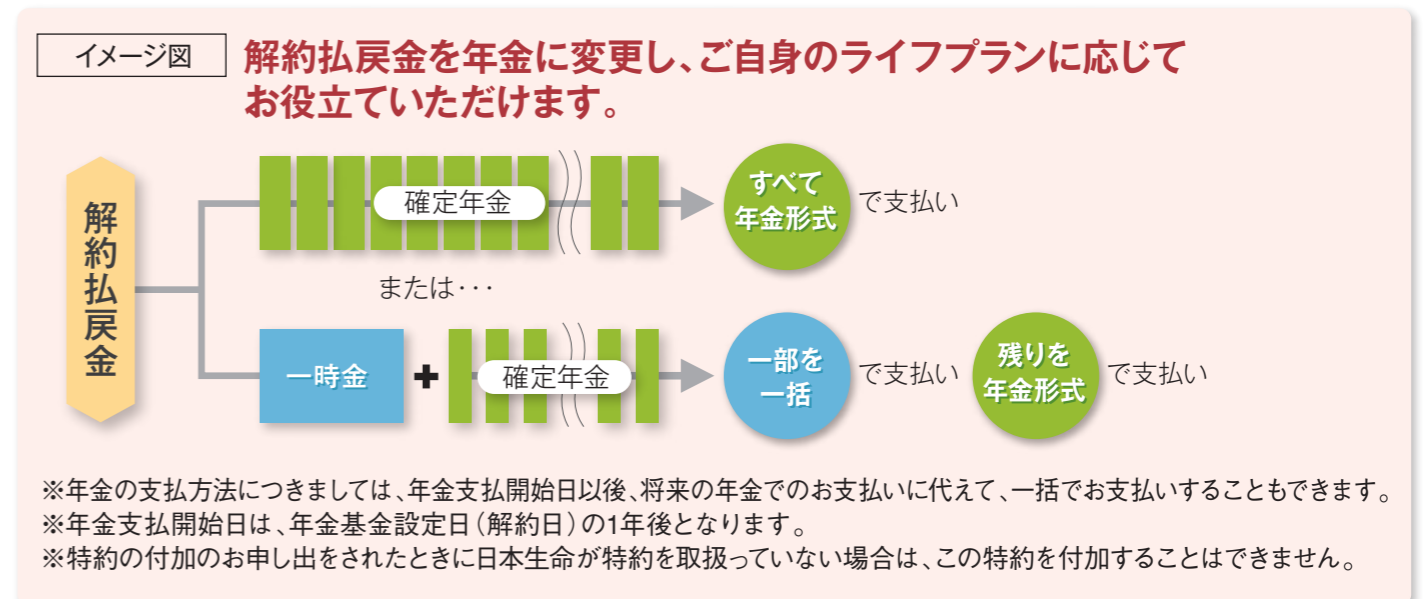 イメージ図
解約払戻金を年金に変更し、ご自身のライフプランに応じて
お役立ていただけます。
解約払戻金
確定年金
すべて
年金形式
で支払い
または・・・
一時金
+
確定年金
一部を
一括
で支払い
残りを
年金形式
で支払い
※年金の支払方法につきましては、年金支払開始日以後、将来の年金でのお支払いに代えて、一括でお支払いすることもできます。
※年金支払開始日は、年金基金設定日（解約日）の1年後となります。
※特約の付加のお申し出をされたときに日本生命が特約を取扱っていない場合は、この特約を付加することはできません。